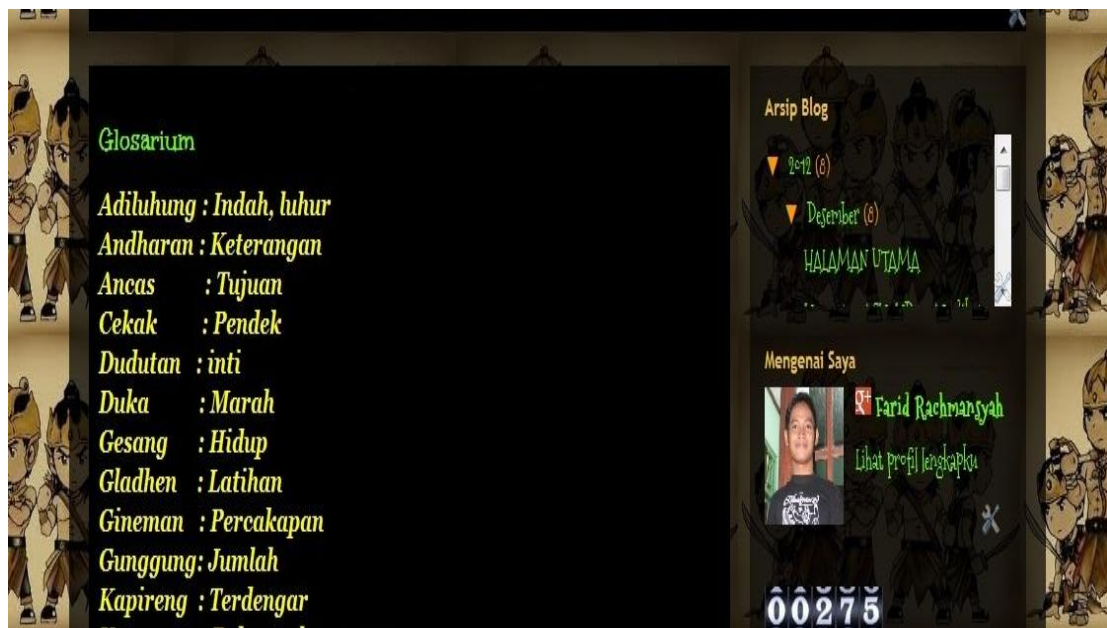 Glosarium
Adiluhung : Indah, luhur
Andharan : Keterangan
Ancas : Tujuan
Cekak : Pendek
Dudutan : inti
Duka : Marah
Gesang : Hidup
Gladhen : Latihan
Gineman : Percakapan
Gunggung: Jumlah
Kapireng : Terdengar
Arsip Blog
▼ 2012 (8)
▼ Desember (8)
HALAMAN UTAMA
Mengenai Saya
g+ Farid Rachmansyah
Lihat profil lengkapku
00275